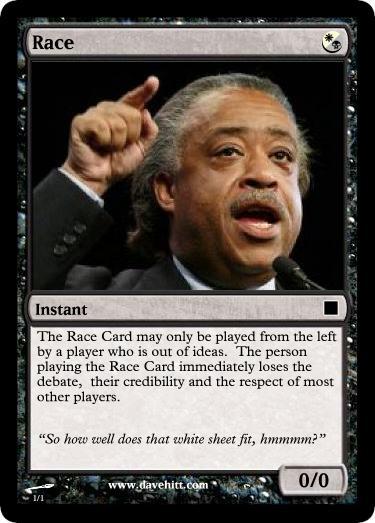 Race
Instant
The Race Card may only be played from the left
by a player who is out of ideas.  The person
playing the Race Card immediately loses the
debate,  their credibility and the respect of most
other players.
“So how well does that white sheet fit, hmmmm?”
0/0
www.davehitt.com
1/1